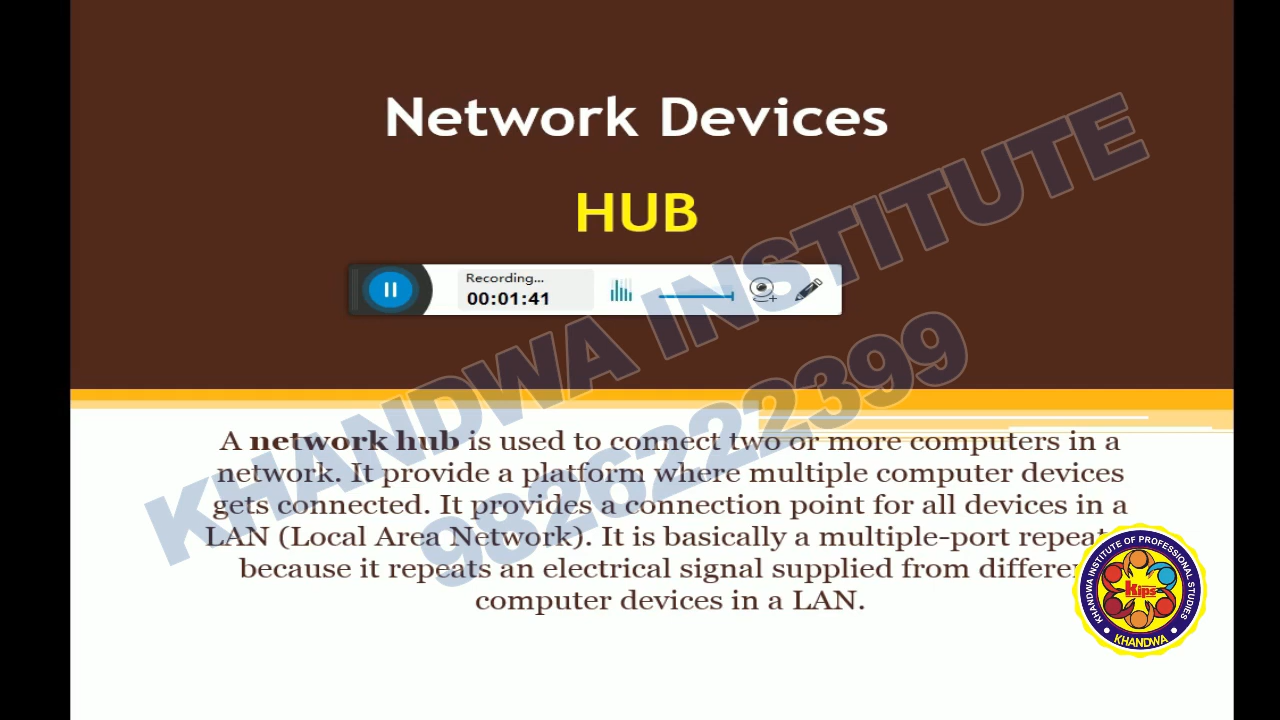 Network Devices
HUB
Recording...
00:01:41
KHANDWA INSTITUTE
9826222399
A network hub is used to connect two or more computers in a
network. It provide a platform where multiple computer devices
gets connected. It provides a connection point for all devices in a
LAN (Local Area Network). It is basically a multiple-port
because it repeats an electrical signal supplied from
computer devices in a LAN.
KHANDWA INSTITUTE OF PROFESSIONAL STUDIES
Kips
KHANDWA